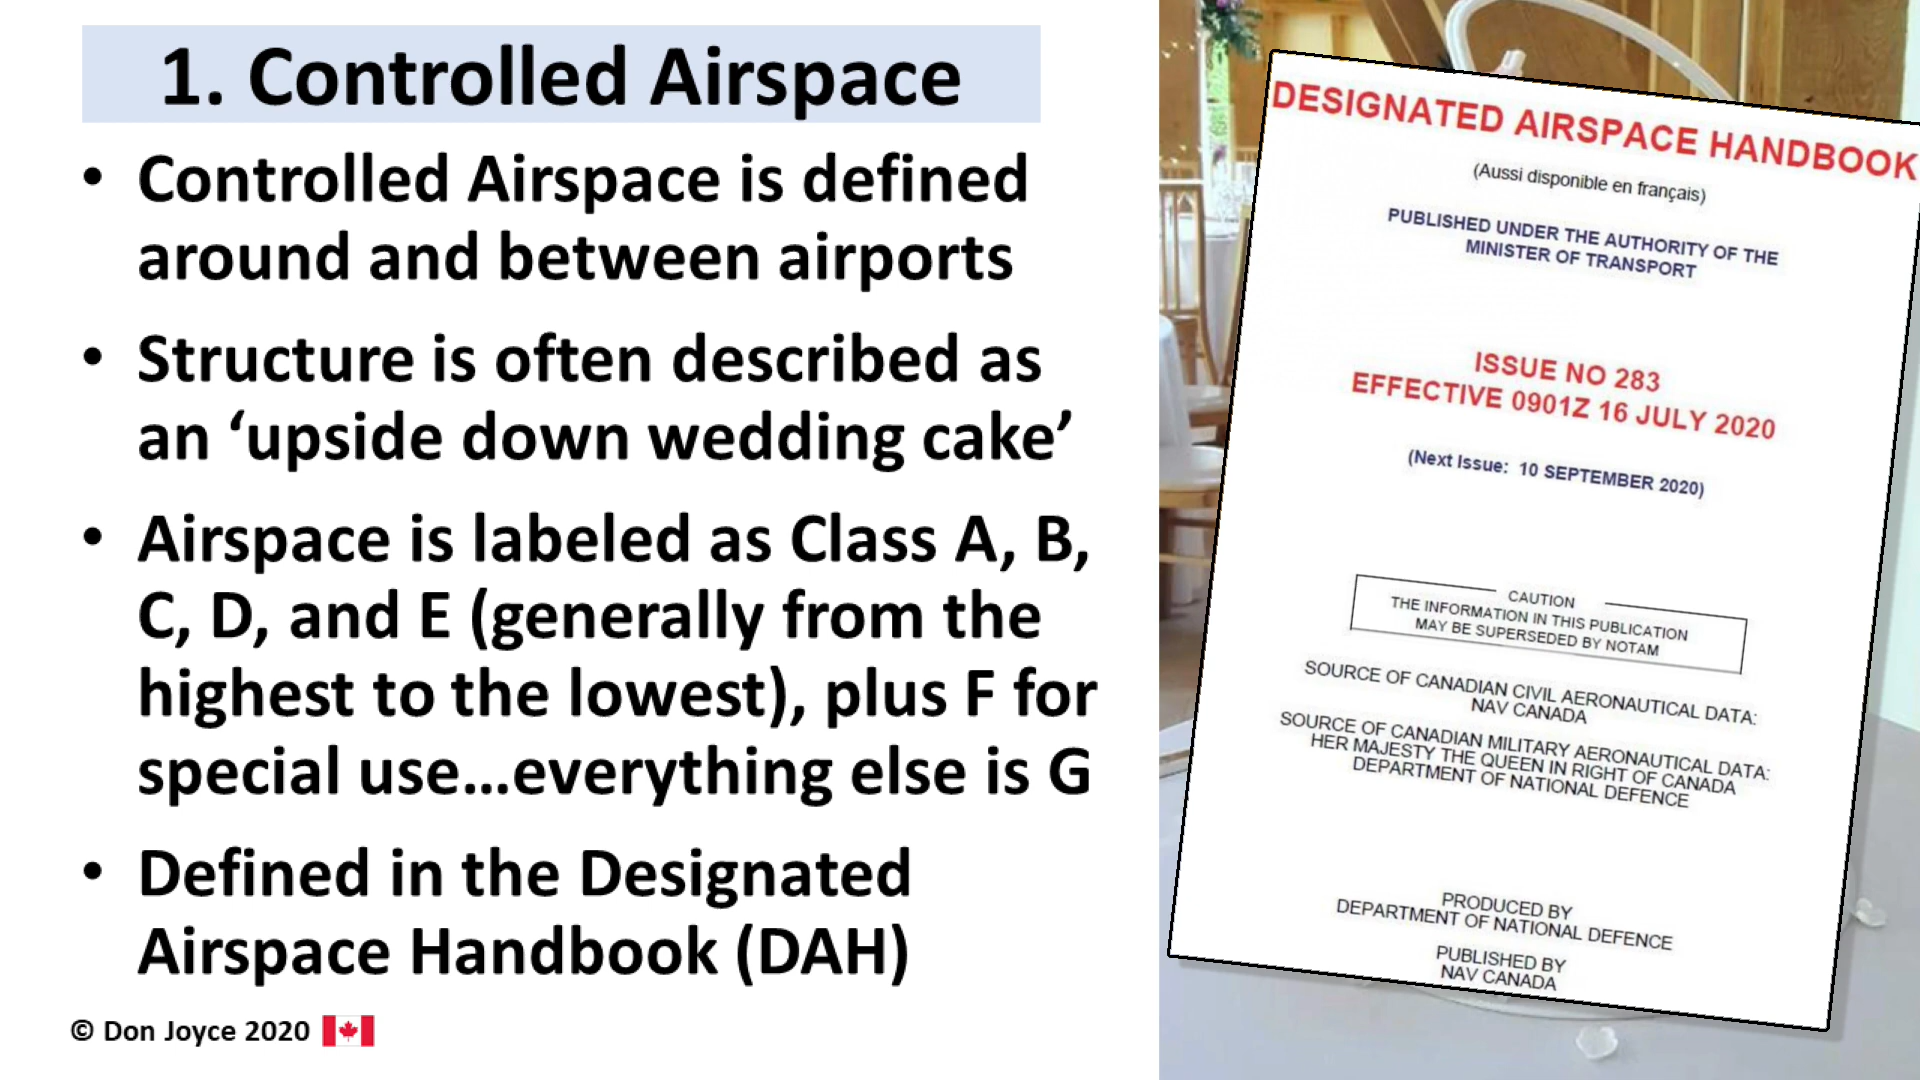 1. Controlled Airspace
• Controlled Airspace is defined
around and between airports
• Structure is often described as
an ‘upside down wedding cake’
• Airspace is labeled as Class A, B,
C, D, and E (generally from the
highest to the lowest), plus F for
special use...everything else is G
• Defined in the Designated
Airspace Handbook (DAH)
© Don Joyce 2020
DESIGNATED AIRSPACE HANDBOOK
(Aussi disponible en français)
PUBLISHED UNDER THE AUTHORITY OF THE
MINISTER OF TRANSPORT
ISSUE NO 283
EFFECTIVE 0901Z 16 JULY 2020
(Next Issue: 10 SEPTEMBER 2020)
CAUTION
THE INFORMATION IN THIS PUBLICATION
MAY BE SUPERSEDED BY NOTAM
SOURCE OF CANADIAN CIVIL AERONAUTICAL DATA:
NAV CANADA
SOURCE OF CANADIAN MILITARY AERONAUTICAL DATA:
HER MAJESTY THE QUEEN IN RIGHT OF CANADA
DEPARTMENT OF NATIONAL DEFENCE
PRODUCED BY
DEPARTMENT OF NATIONAL DEFENCE
PUBLISHED BY
NAV CANADA